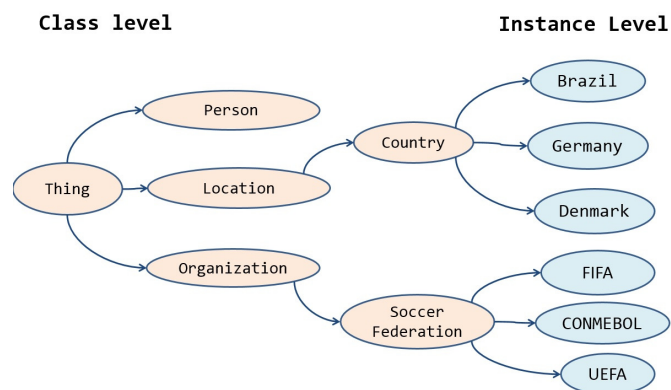 Class level
Instance Level
Brazil
Person
Country
Germany
Thing
Location
Denmark
Organization
FIFA
Soccer
Federation
CONMEBOL
UEFA